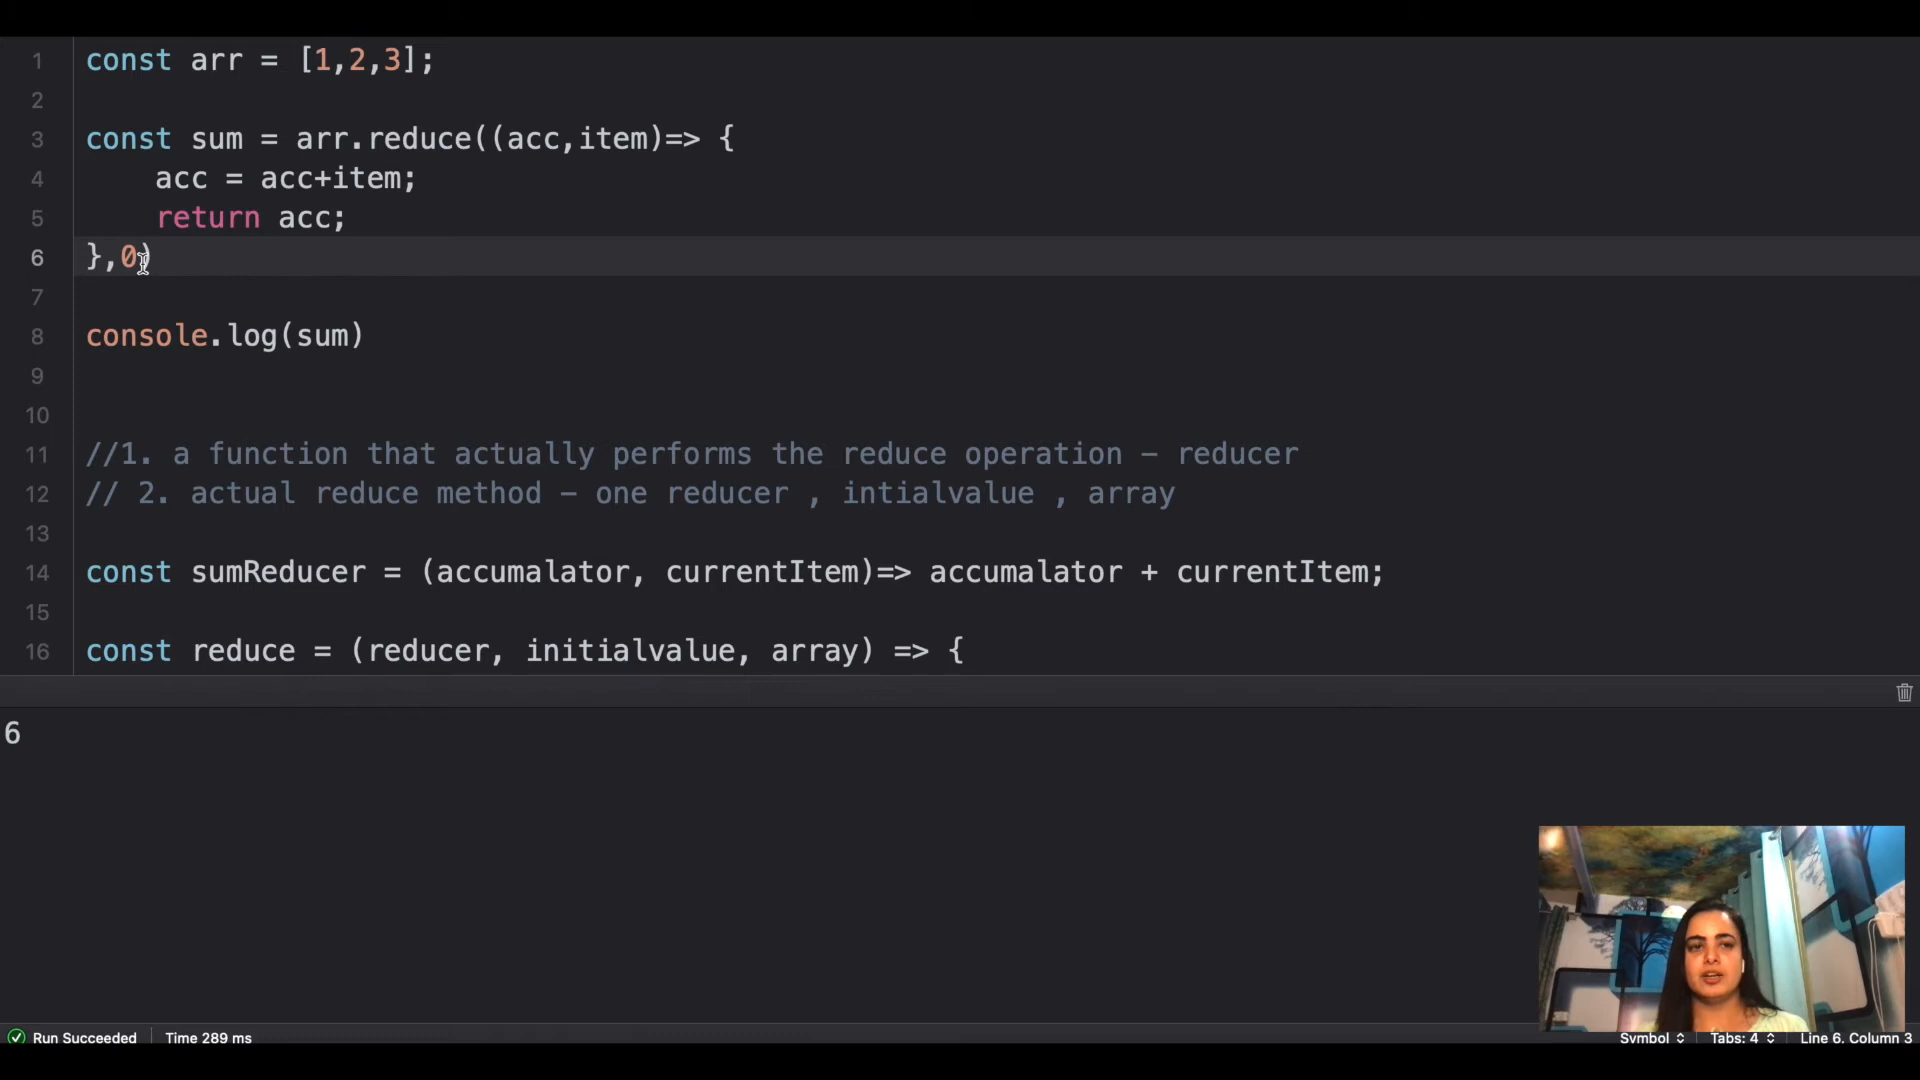 1 const arr = [1,2,3];
2
3 const sum = arr.reduce((acc,item)=> {
4     acc = acc+item;
5     return acc;
6 },0)
7
8 console.log(sum)
9
10
11 //1. a function that actually performs the reduce operation – reducer
12 // 2. actual reduce method – one reducer , intialvalue , array
13
14 const sumReducer = (accumalator, currentItem)=> accumalator + currentItem;
15
16 const reduce = (reducer, initialvalue, array) => {
6
Run Succeeded Time 289 ms Symbol Tabs: 4 Line 6, Column 3